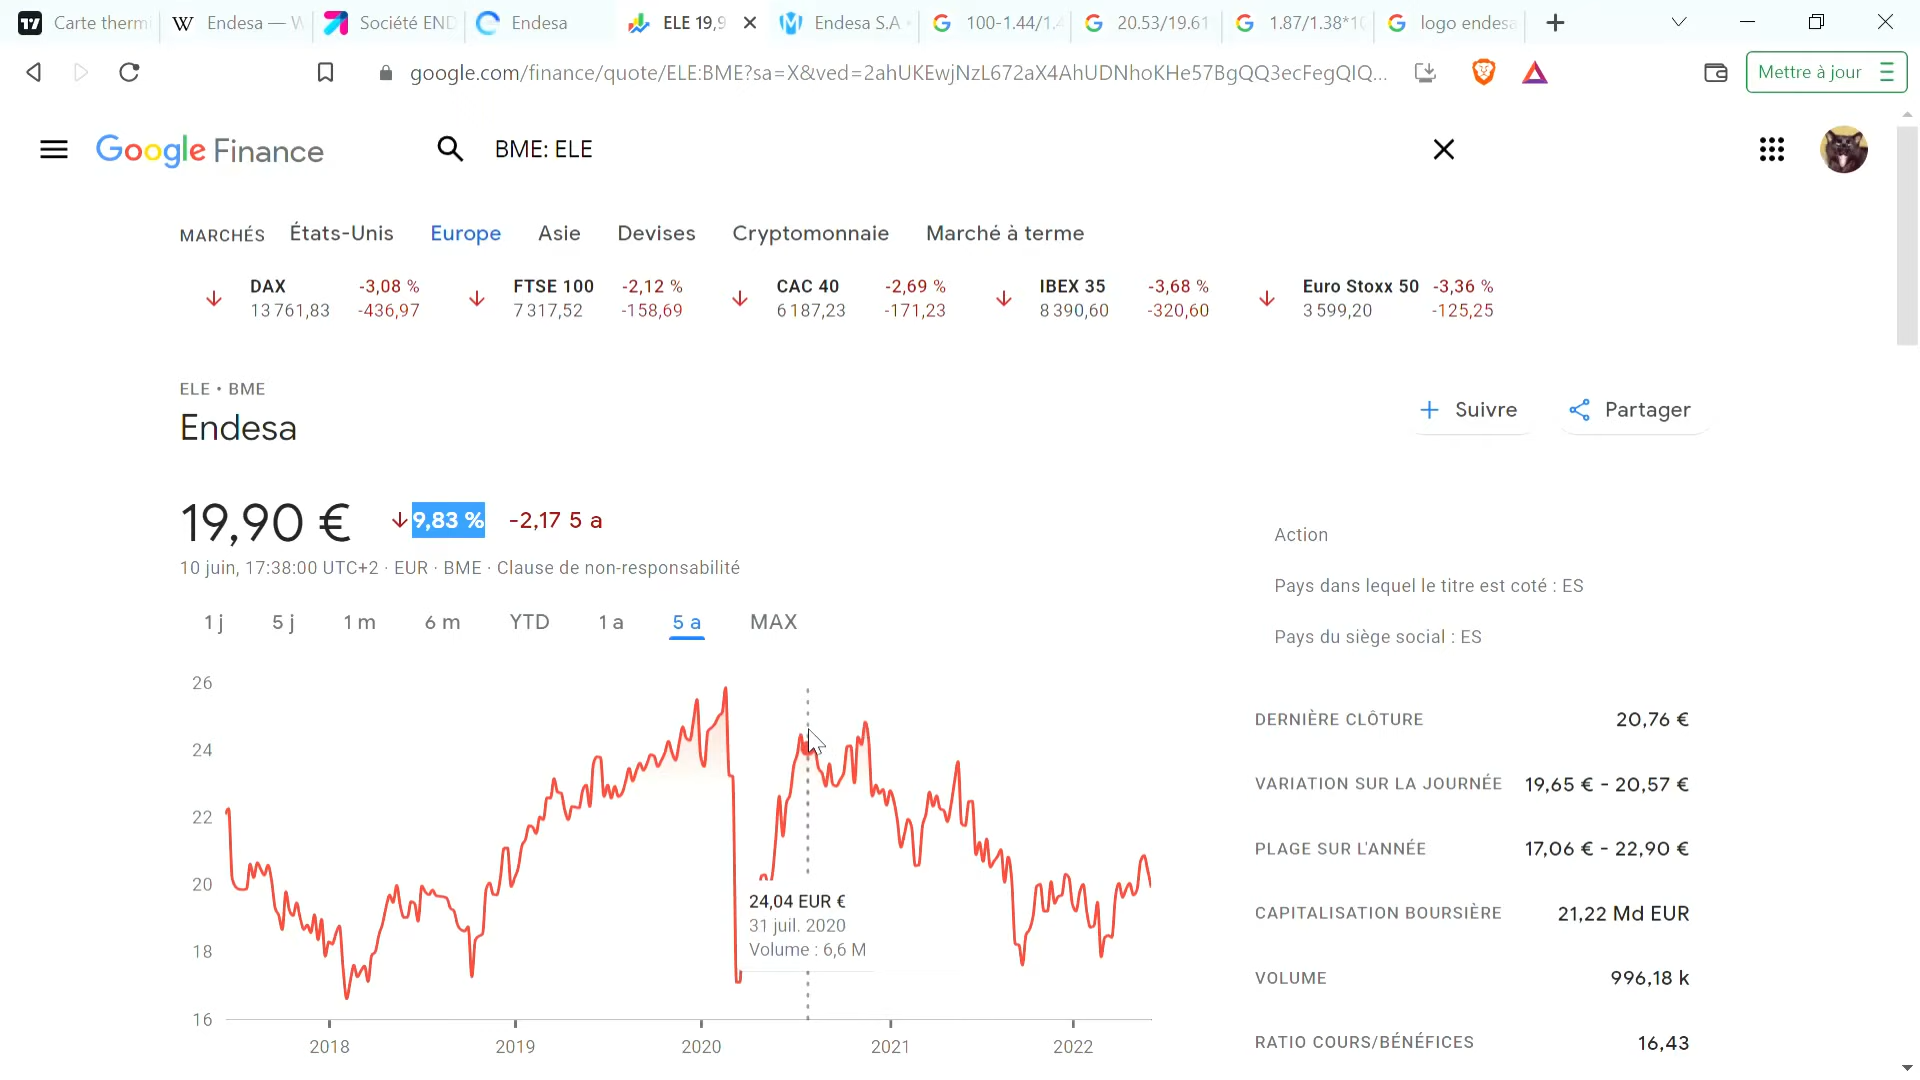 Carte therm
Endesa — W
Société END
Endesa
ELE 19,9
Endesa S.A
100-1.44/1.4
20.53/19.61
1.87/1.38*10
logo endesa
google.com/finance/quote/ELE:BME?sa=X&ved=2ahUKEwjNzL672aX4AhUDNhoKHe57BgQQ3ecFegQIQ...
Mettre à jour
Google Finance
BME: ELE
MARCHÉS États-Unis Europe Asie Devises Cryptomonnaie Marché à terme
DAX -3,08 % FTSE 100 -2,12 % CAC 40 -2,69 % IBEX 35 -3,68 % Euro Stoxx 50 -3,36 %
13 761,83 -436,97 7 317,52 -158,69 6 187,23 -171,23 8 390,60 -320,60 3 599,20 -125,25
ELE • BME
Endesa
Suivre
Partager
19,90 € ↓ 9,83 % -2,17 5 a
10 juin, 17:38:00 UTC+2 · EUR · BME · Clause de non-responsabilité
1 j 5 j 1 m 6 m YTD 1 a 5 a MAX
26
24
22
20
18
16
24,04 EUR €
31 juil. 2020
Volume : 6,6 M
2018 2019 2020 2021 2022
Action
Pays dans lequel le titre est coté : ES
Pays du siège social : ES
DERNIÈRE CLÔTURE 20,76 €
VARIATION SUR LA JOURNÉE 19,65 € - 20,57 €
PLAGE SUR L'ANNÉE 17,06 € - 22,90 €
CAPITALISATION BOURSIÈRE 21,22 Md EUR
VOLUME 996,18 k
RATIO COURS/BÉNÉFICES 16,43